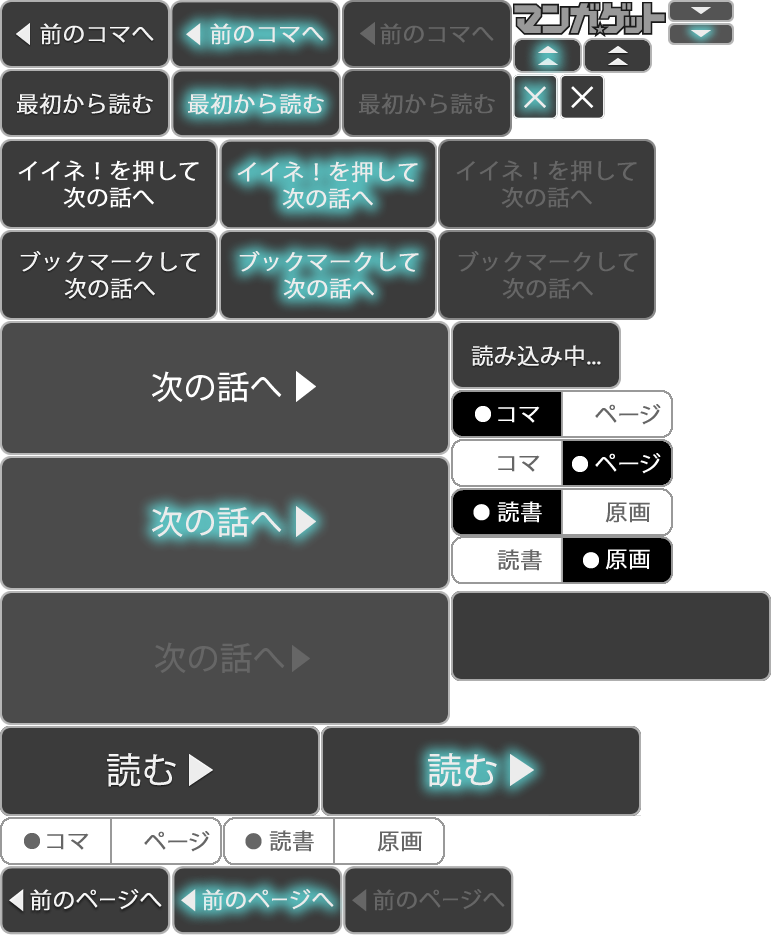 前のコマへ
前のコマへ
前のコマへ
マンガ☆ゲット
最初から読む
最初から読む
最初から読む
イイネ！を押して
次の話へ
イイネ！を押して
次の話へ
イイネ！を押して
次の話へ
ブックマークして
次の話へ
ブックマークして
次の話へ
ブックマークして
次の話へ
次の話へ
読み込み中...
コマ ページ
コマ ページ
次の話へ
読書 原画
読書 原画
次の話へ
読む
読む
コマ ページ
読書 原画
前のページへ
前のページへ
前のページへ